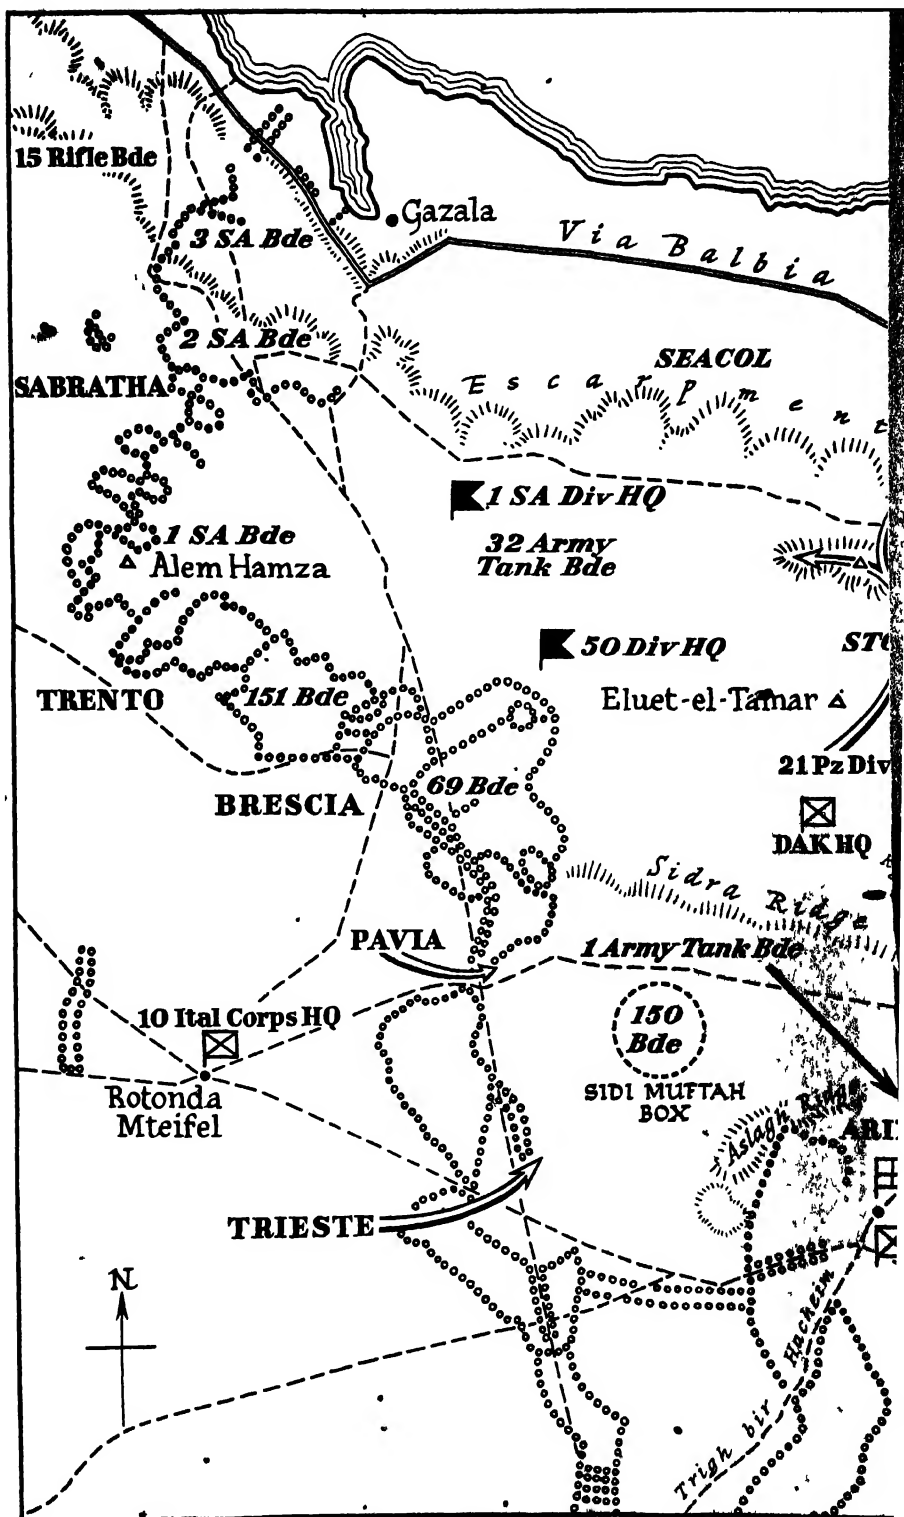 15 Rifle Bde
Gazala
3 SA Bde
Via Balbia
2 SA Bde
SEACOL
SABRATHA
Escarpment
1 SA Div HQ
1 SA Bde
32 Army
Tank Bde
Alem Hamza
50 Div HQ
TRENTO
151 Bde
Eluet-el-Tamar
21 Pz Div
69 Bde
BRESCIA
DAK HQ
Sidra Ridge
PAVIA
1 Army Tank Bde
10 Ital Corps HQ
150
Bde
Rotonda
Mteifel
SIDI MUFTAH
BOX
Aslagh Ridge
TRIESTE
N
Trigh bir Hacheim